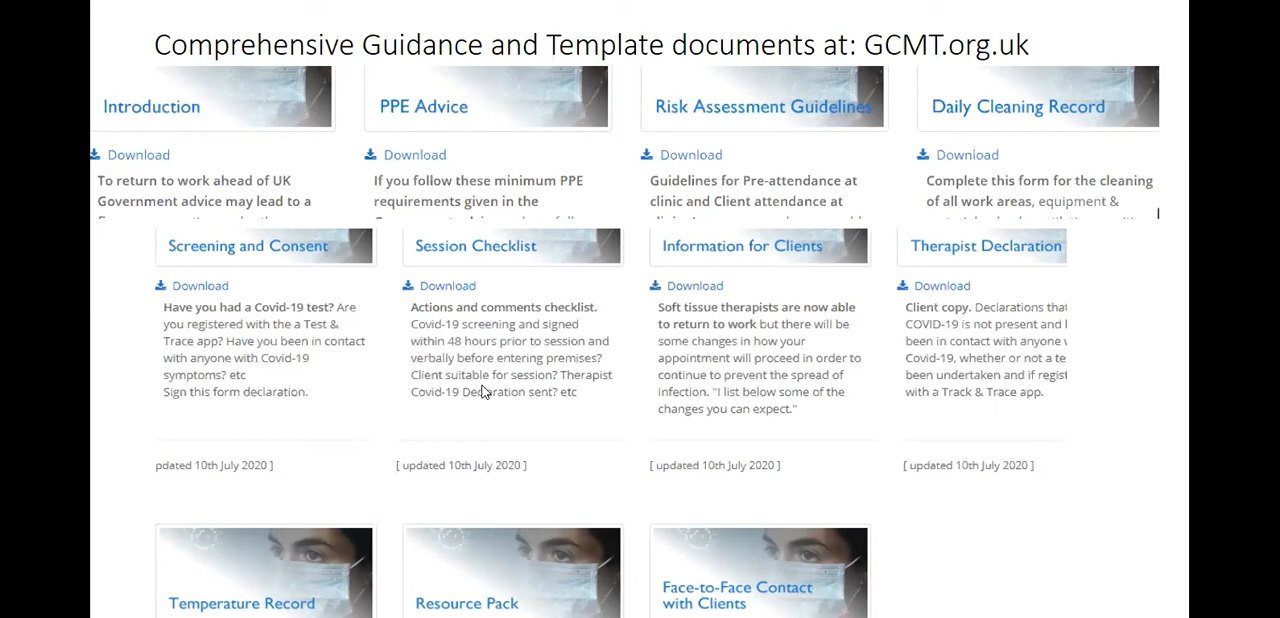 Comprehensive Guidance and Template documents at: GCMT.org.uk
Introduction
Download
To return to work ahead of UK
Government advice may lead to a
PPE Advice
Download
If you follow these minimum PPE
requirements given in the
Risk Assessment Guidelines
Download
Guidelines for Pre-attendance at
clinic and Client attendance at
Daily Cleaning Record
Download
Complete this form for the cleaning
of all work areas, equipment &
Screening and Consent
Download
Have you had a Covid-19 test? Are
you registered with the a Test &
Trace app? Have you been in contact
with anyone with Covid-19
symptoms? etc
Sign this form declaration.
pdated 10th July 2020 ]
Session Checklist
Download
Actions and comments checklist.
Covid-19 screening and signed
within 48 hours prior to session and
verbally before entering premises?
Client suitable for session? Therapist
Covid-19 Declaration sent? etc
[ updated 10th July 2020 ]
Information for Clients
Download
Soft tissue therapists are now able
to return to work but there will be
some changes in how your
appointment will proceed in order to
continue to prevent the spread of
infection. "I list below some of the
changes you can expect."
[ updated 10th July 2020 ]
Therapist Declaration
Download
Client copy. Declarations that
COVID-19 is not present and
been in contact with anyone
Covid-19, whether or not a te
been undertaken and if regist
with a Track & Trace app.
[ updated 10th July 2020 ]
Temperature Record
Resource Pack
Face-to-Face Contact
with Clients